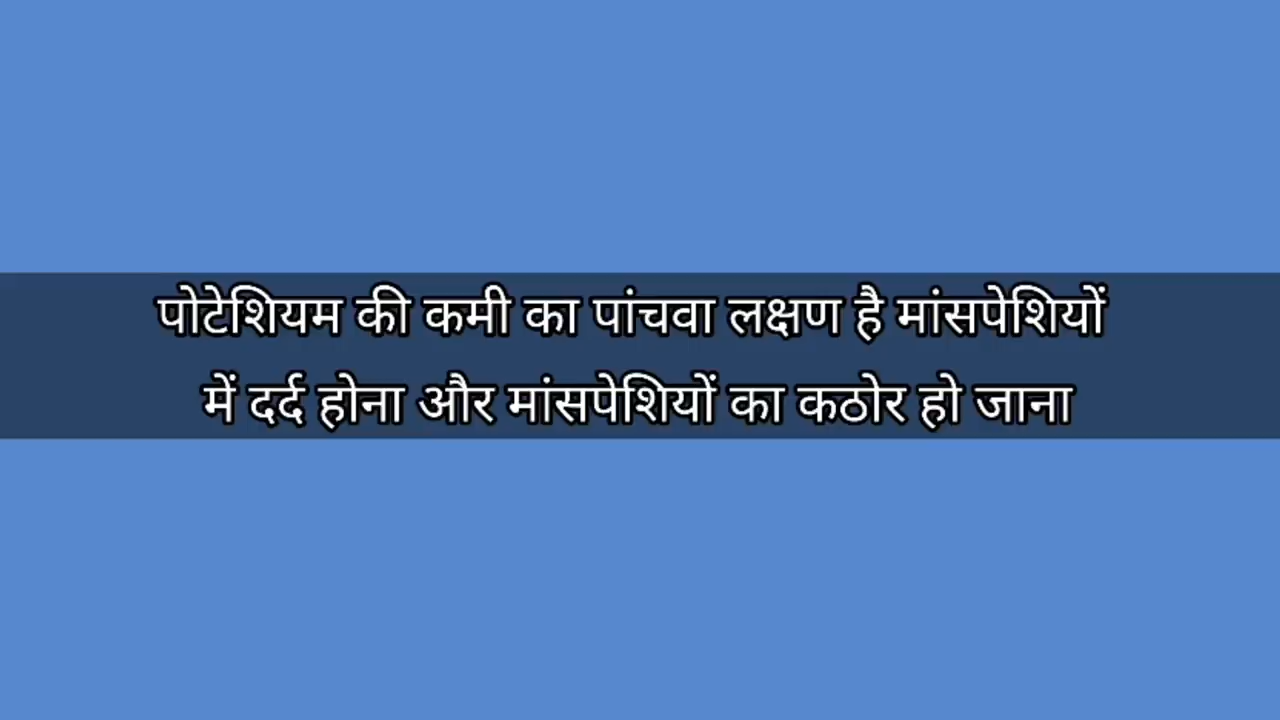 पोटेशियम की कमी का पांचवा लक्षण है मांसपेशियों
में दर्द होना और मांसपेशियों का कठोर हो जाना